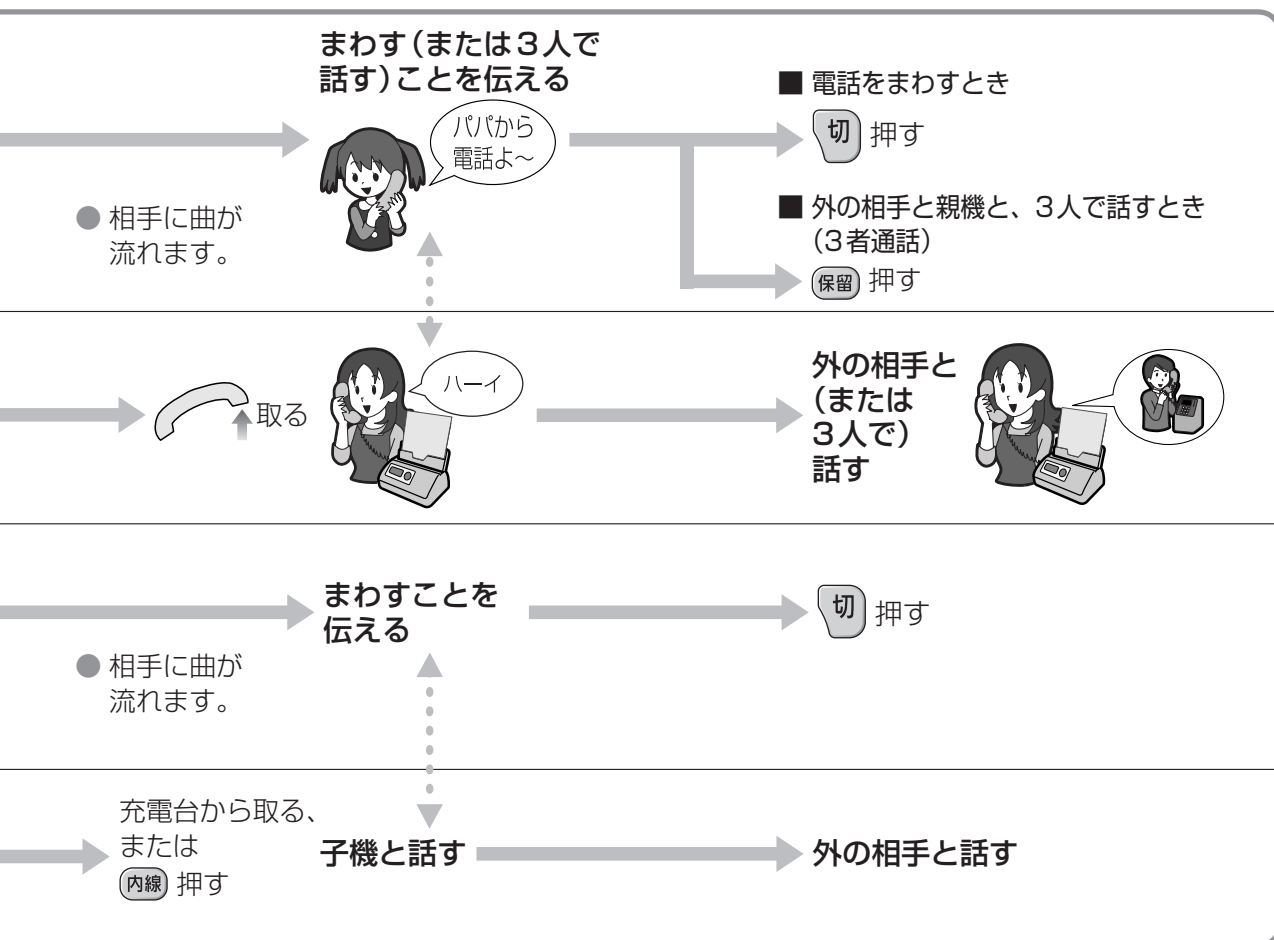 まわす(または3人で
話す)ことを伝える
パパから
電話よ～
● 相手に曲が
流れます。
■ 電話をまわすとき
切 押す
■ 外の相手と親機と、3人で話すとき
(3者通話)
保留 押す
取る
ハーイ
外の相手と
(または
3人で)
話す
● 相手に曲が
流れます。
まわすことを
伝える
切 押す
充電台から取る、
または
内線 押す
子機と話す
外の相手と話す